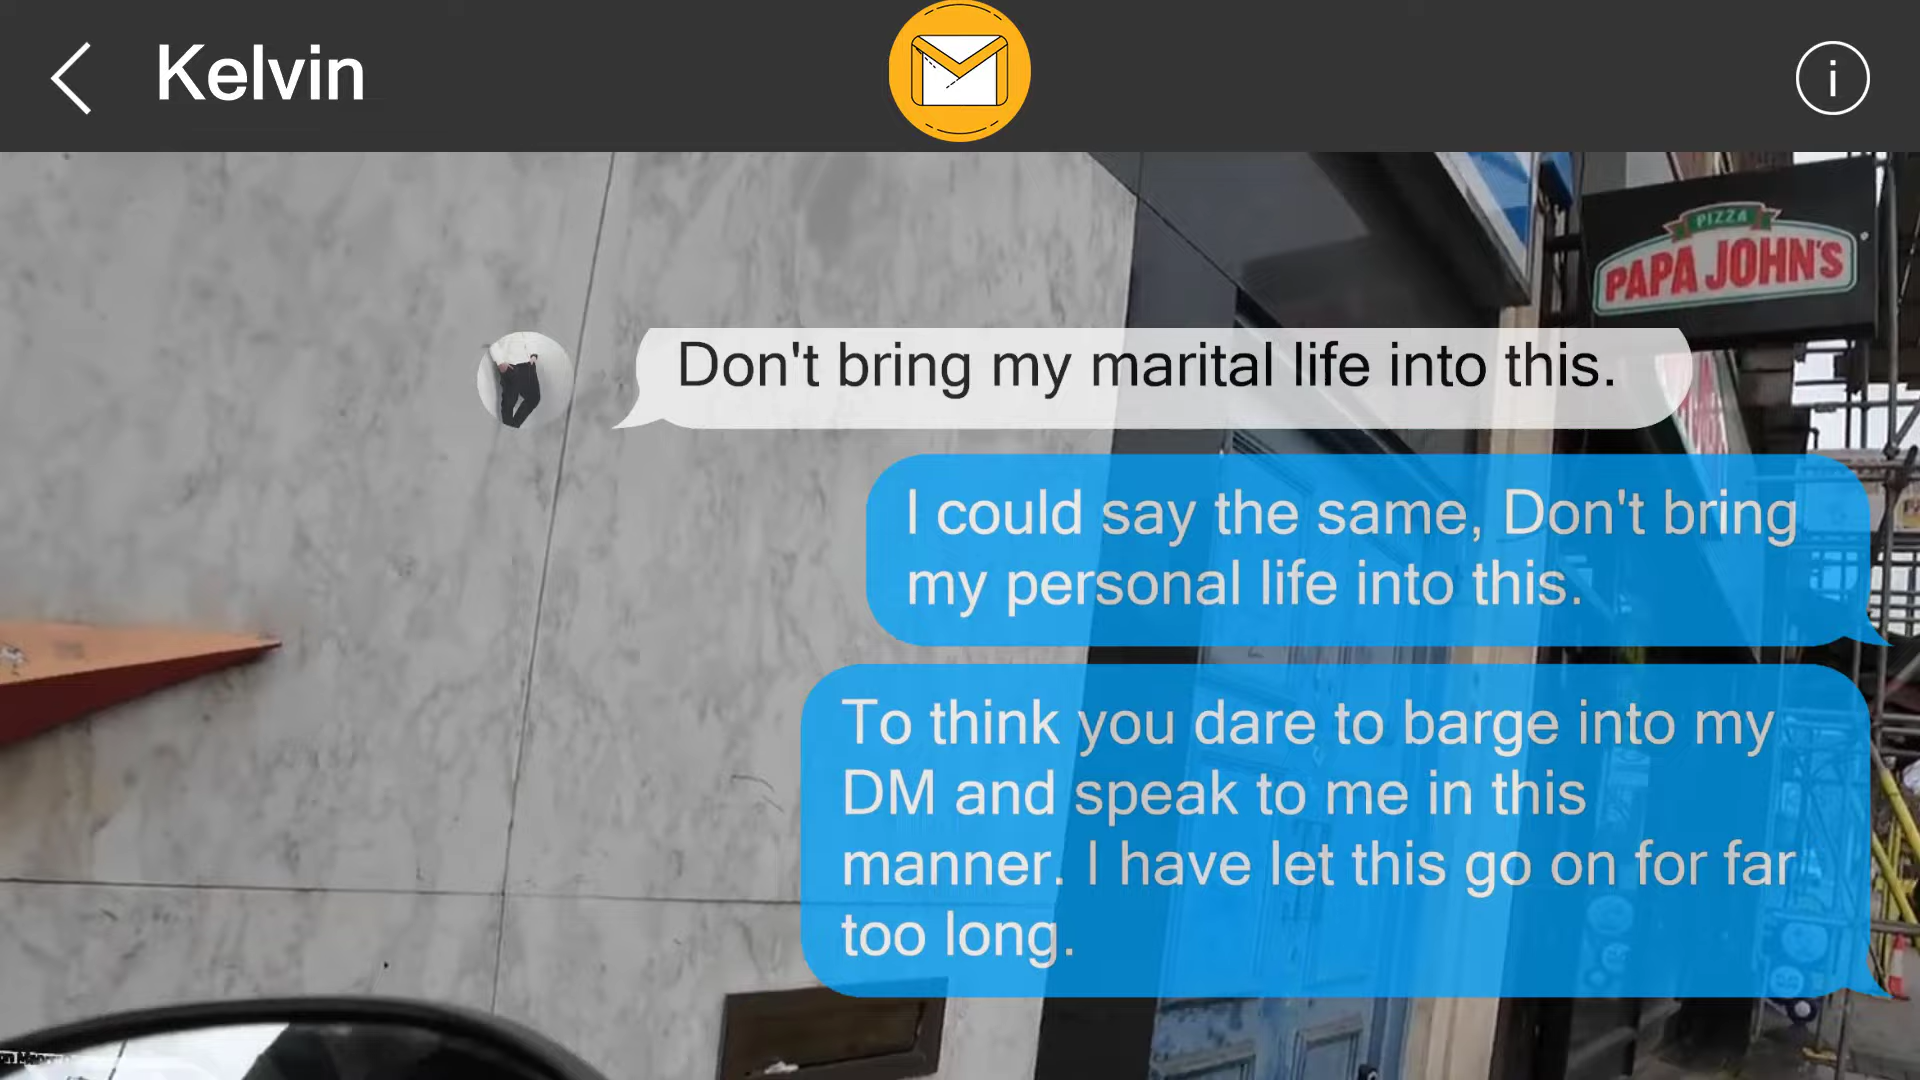 Kelvin
PIZZA
PAPA JOHN'S
Don't bring my marital life into this.
I could say the same, Don't bring
my personal life into this.
To think you dare to barge into my
DM and speak to me in this
manner. I have let this go on for far
too long.